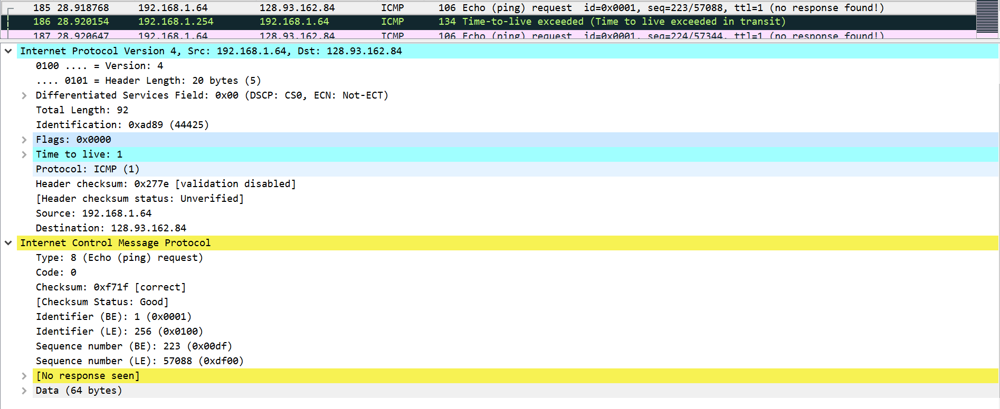 185 28.918768 192.168.1.64 128.93.162.84 ICMP 106 Echo (ping) request id=0x0001, seq=223/57088, ttl=1 (no response found!)
186 28.920154 192.168.1.254 192.168.1.64 ICMP 134 Time-to-live exceeded (Time to live exceeded in transit)
187 28.920647 192.168.1.64 128.93.162.84 ICMP 106 Echo (ping) request id=0x0001, seq=224/57344, ttl=1 (no response found!)
Internet Protocol Version 4, Src: 192.168.1.64, Dst: 128.93.162.84
0100 .... = Version: 4
.... 0101 = Header Length: 20 bytes (5)
Differentiated Services Field: 0x00 (DSCP: CS0, ECN: Not-ECT)
Total Length: 92
Identification: 0xad89 (44425)
Flags: 0x0000
Time to live: 1
Protocol: ICMP (1)
Header checksum: 0x277e [validation disabled]
[Header checksum status: Unverified]
Source: 192.168.1.64
Destination: 128.93.162.84
Internet Control Message Protocol
Type: 8 (Echo (ping) request)
Code: 0
Checksum: 0xf71f [correct]
[Checksum Status: Good]
Identifier (BE): 1 (0x0001)
Identifier (LE): 256 (0x0100)
Sequence number (BE): 223 (0x00df)
Sequence number (LE): 57088 (0xdf00)
[No response seen]
Data (64 bytes)